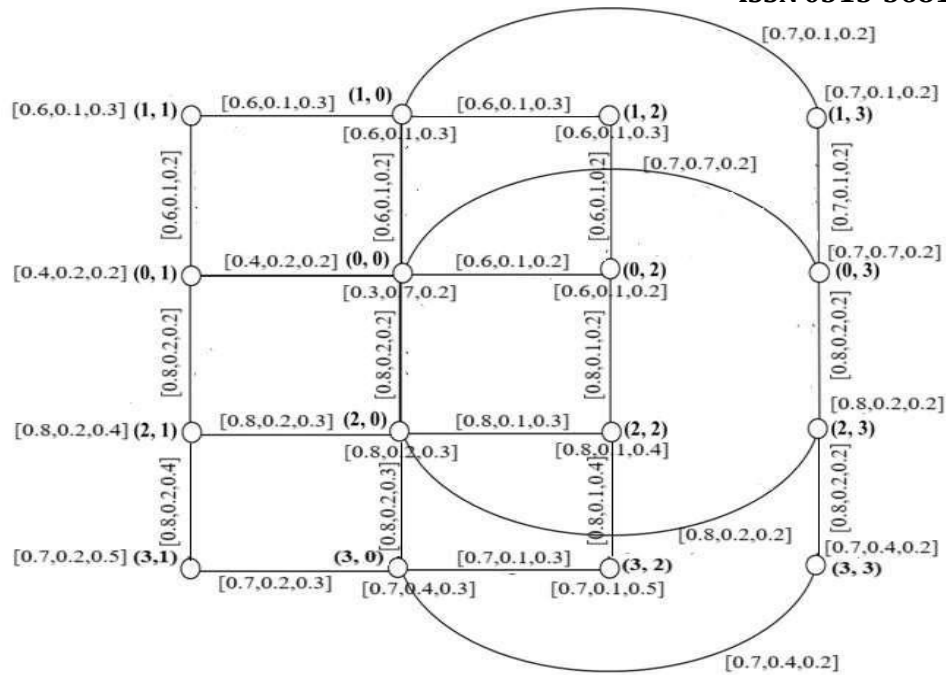 [0.7,0.1,0.2]
[0.7,0.1,0.2]
[0.6,0.1,0.3] (1, 1) [0.6,0.1,0.3] (1, 0) [0.6,0.1,0.3] (1, 2) (1, 3)
[0.6,0.1,0.3] [0.6,0.1,0.3]
[0.6,0.1,0.2] [0.6,0.1,0.2] [0.6,0.1,0.2] [0.7,0.1,0.2]
[0.7,0.7,0.2]
[0.4,0.2,0.2] (0, 1) [0.4,0.2,0.2] (0, 0) [0.6,0.1,0.2] (0, 2) [0.7,0.7,0.2] (0, 3)
[0.3,0.7,0.2] [0.6,0.1,0.2]
[0.8,0.2,0.2] [0.8,0.2,0.2] [0.8,0.1,0.2] [0.8,0.2,0.2]
[0.8,0.2,0.2]
[0.8,0.2,0.4] (2, 1) [0.8,0.2,0.3] (2, 0) [0.8,0.1,0.3] (2, 2) (2, 3)
[0.8,0.2,0.3] [0.8,0.1,0.4]
[0.8,0.2,0.4] [0.8,0.2,0.3] [0.8,0.1,0.4] [0.8,0.2,0.2]
[0.8,0.2,0.2]
[0.7,0.2,0.5] (3,1) (3, 0) [0.7,0.1,0.3] (3, 2) [0.7,0.4,0.2] (3, 3)
[0.7,0.2,0.3] [0.7,0.4,0.3] [0.7,0.1,0.5]
[0.7,0.4,0.2]